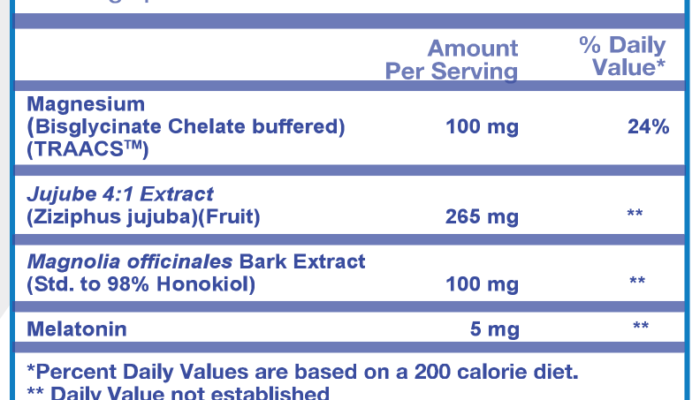 Amount
Per Serving
% Daily
Value*
Magnesium
(Bisglycinate Chelate buffered)
(TRAACS™)
100 mg
24%
Jujube 4:1 Extract
(Ziziphus jujuba)(Fruit)
265 mg
**
Magnolia officinales Bark Extract
(Std. to 98% Honokiol)
100 mg
**
Melatonin
5 mg
**
*Percent Daily Values are based on a 200 calorie diet.
** Daily Value not established